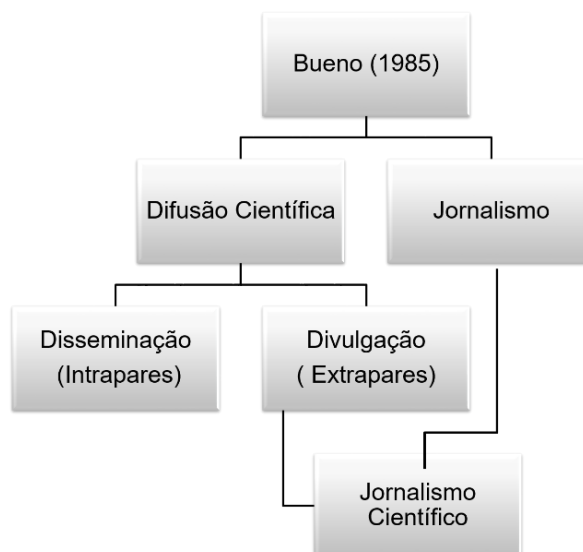 Bueno (1985)
Difusão Científica
Jornalismo
Disseminação
(Intrapares)
Divulgação
( Extrapares)
Jornalismo
Científico